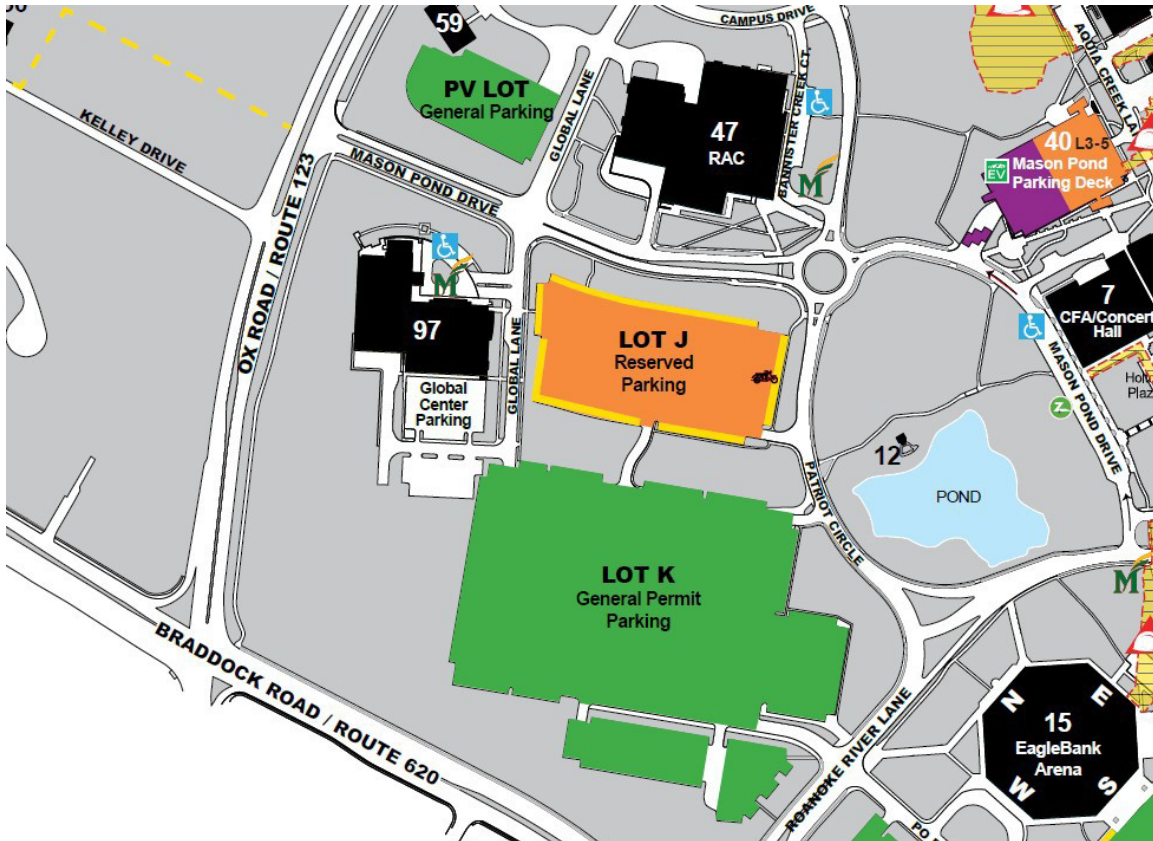 59
CAMPUS DRIVE
AQUIA CREEK LA
PV LOT
General Parking
GLOBAL LANE
BANNISTER CREEK CT.
KELLEY DRIVE
47
RAC
40 L3-5
EV
Mason Pond
Parking Deck
MASON POND DRVE
M
OX ROAD / ROUTE 123
M
97
Global
Center
Parking
GLOBAL LANE
LOT J
Reserved
Parking
7
CFA/Concert
Hall
MASON POND DRIVE
Plaz
Z
12
POND
PATRIOT CIRCLE
LOT K
General Permit
Parking
M
BRADDOCK ROAD / ROUTE 620
ROANOKE RIVER LANE
N
E
15
EagleBank
Arena
W
S
PO